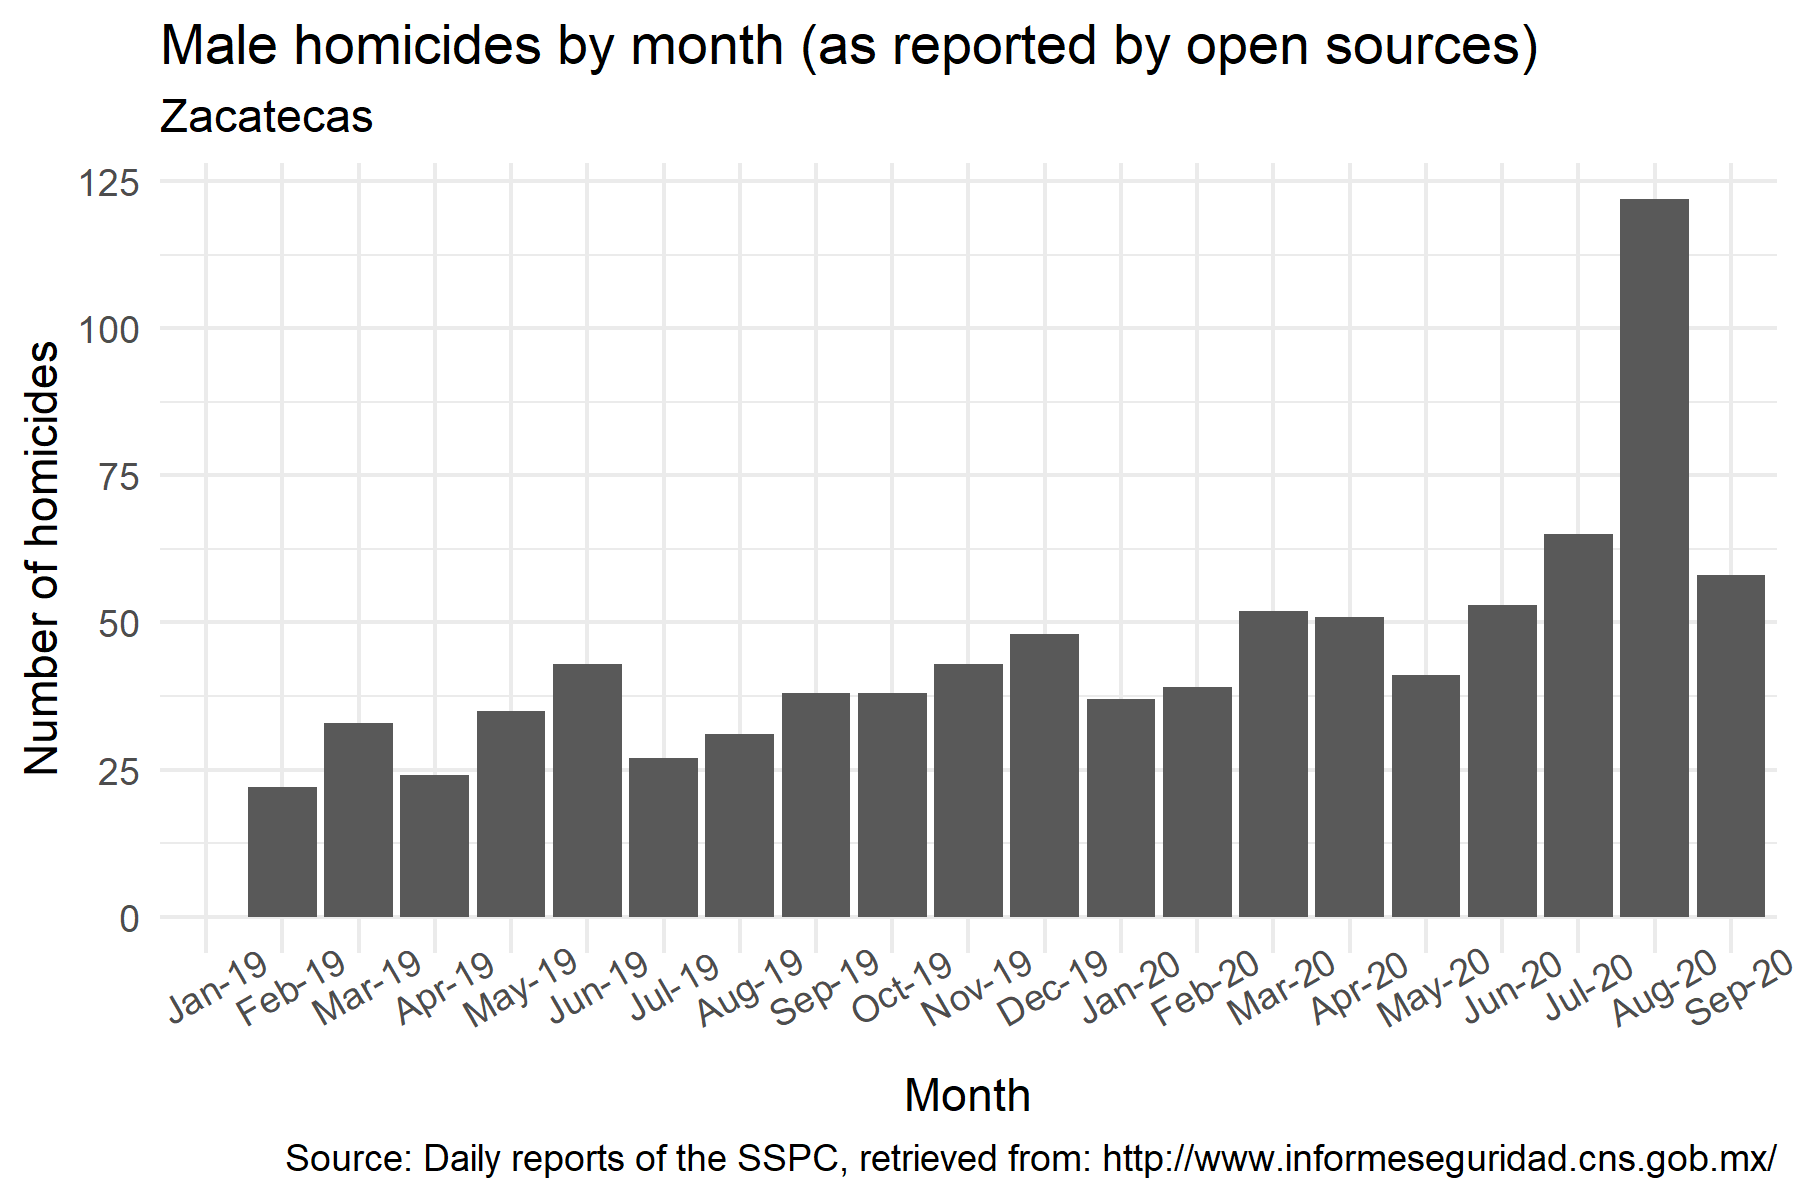 Male homicides by month (as reported by open sources)
Zacatecas
125
100
75
50
25
0
Number of homicides
Jan-19
Feb-19
Mar-19
Apr-19
May-19
Jun-19
Jul-19
Aug-19
Sep-19
Oct-19
Nov-19
Dec-19
Jan-20
Feb-20
Mar-20
Apr-20
May-20
Jun-20
Jul-20
Aug-20
Sep-20
Month
Source: Daily reports of the SSPC, retrieved from: http://www.informeseguridad.cns.gob.mx/